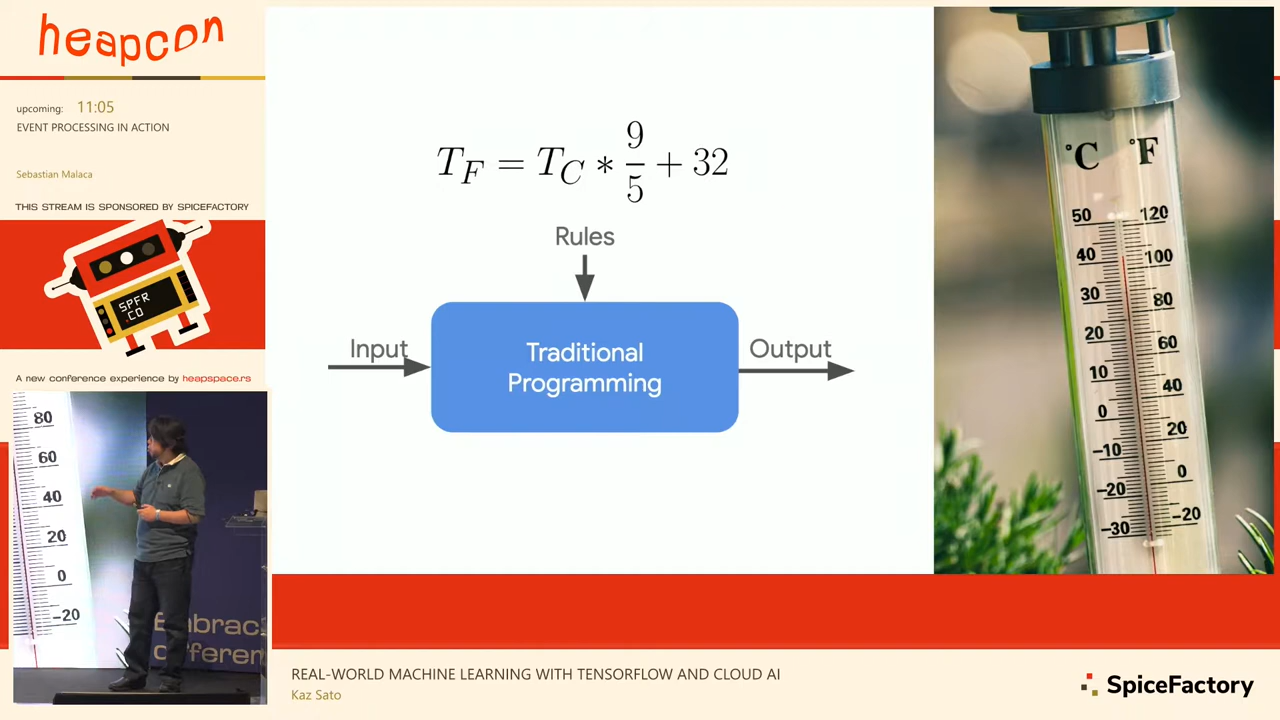 heapcon
upcoming: 11:05
EVENT PROCESSING IN ACTION
Sebastian Malaca
THIS STREAM IS SPONSORED BY SPICEFACTORY
SPFR
.CO
A new conference experience by heapspace.rs
80
60
40
20
0
-20
Embrac
ifferen
T_F = T_C * 9/5 + 32
Rules
Input
Traditional
Programming
Output
°C °F
50 120
40 100
30 80
20 60
10 40
0 20
-10 0
-20 -20
-30
REAL-WORLD MACHINE LEARNING WITH TENSORFLOW AND CLOUD AI
Kaz Sato
SpiceFactory